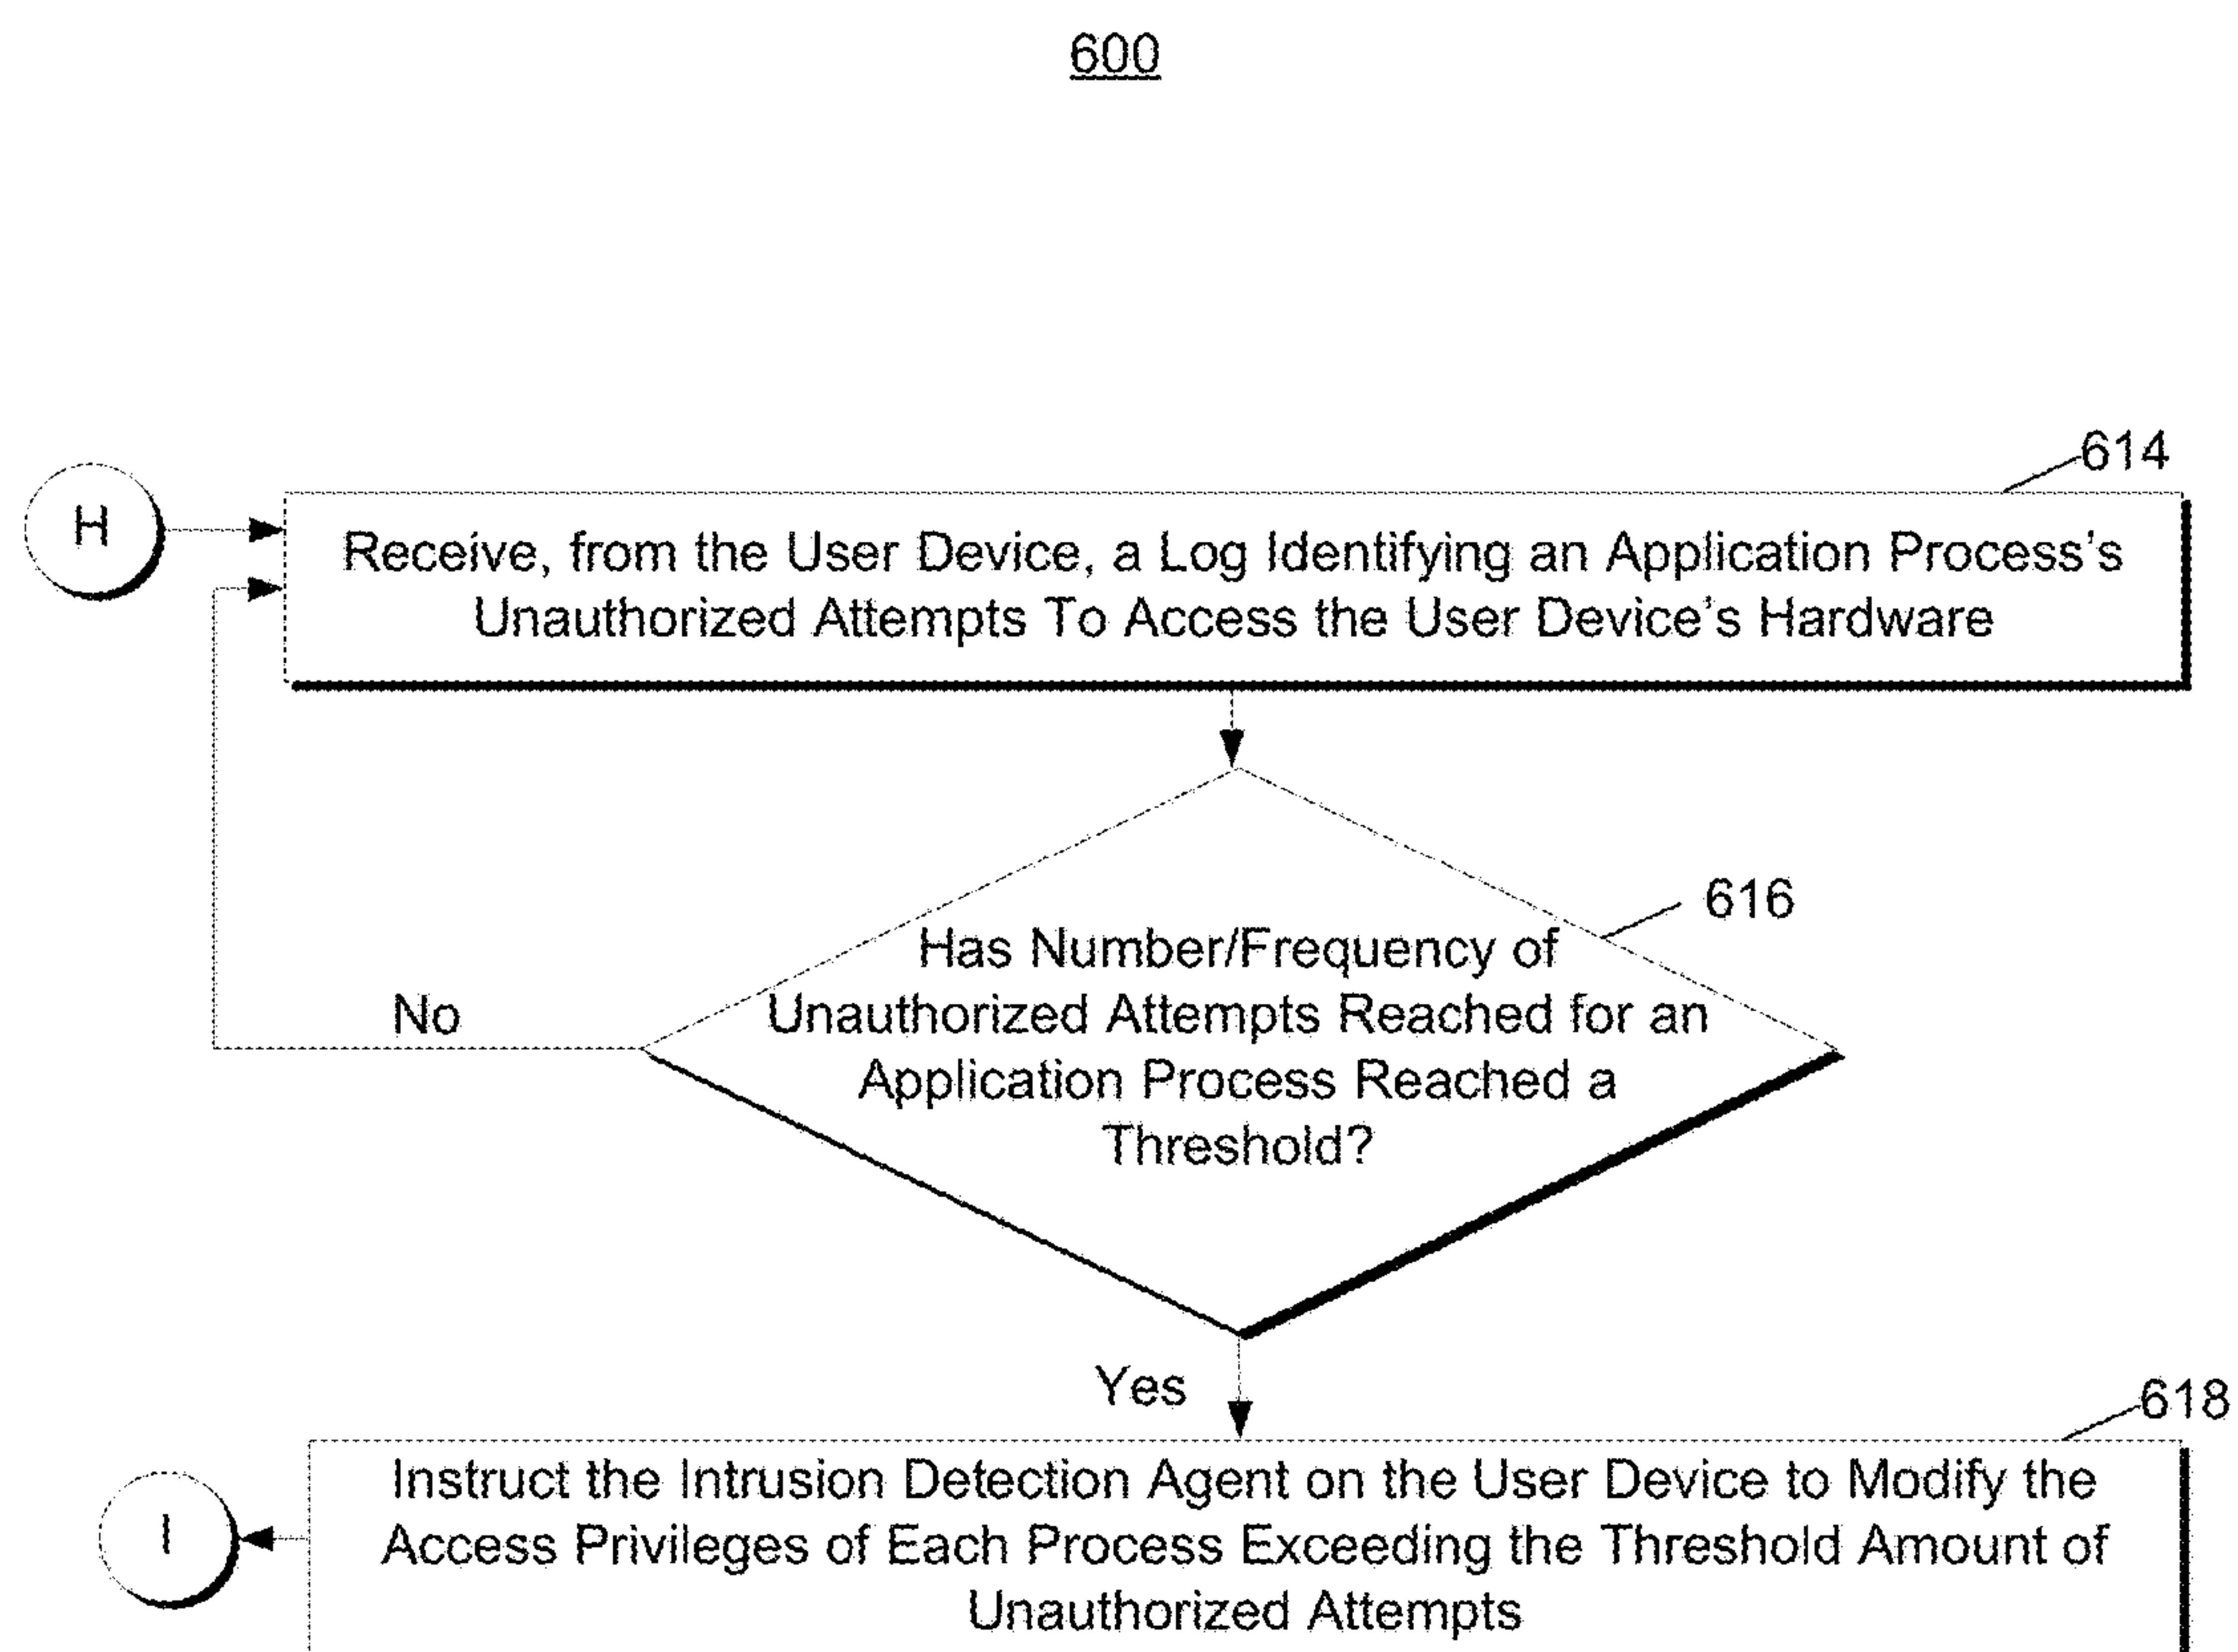 600
614
H
Receive, from the User Device, a Log Identifying an Application Process's
Unauthorized Attempts To Access the User Device's Hardware
616
Has Number/Frequency of
Unauthorized Attempts Reached for an
Application Process Reached a
Threshold?
No
Yes
618
Instruct the Intrusion Detection Agent on the User Device to Modify the
Access Privileges of Each Process Exceeding the Threshold Amount of
Unauthorized Attempts
I